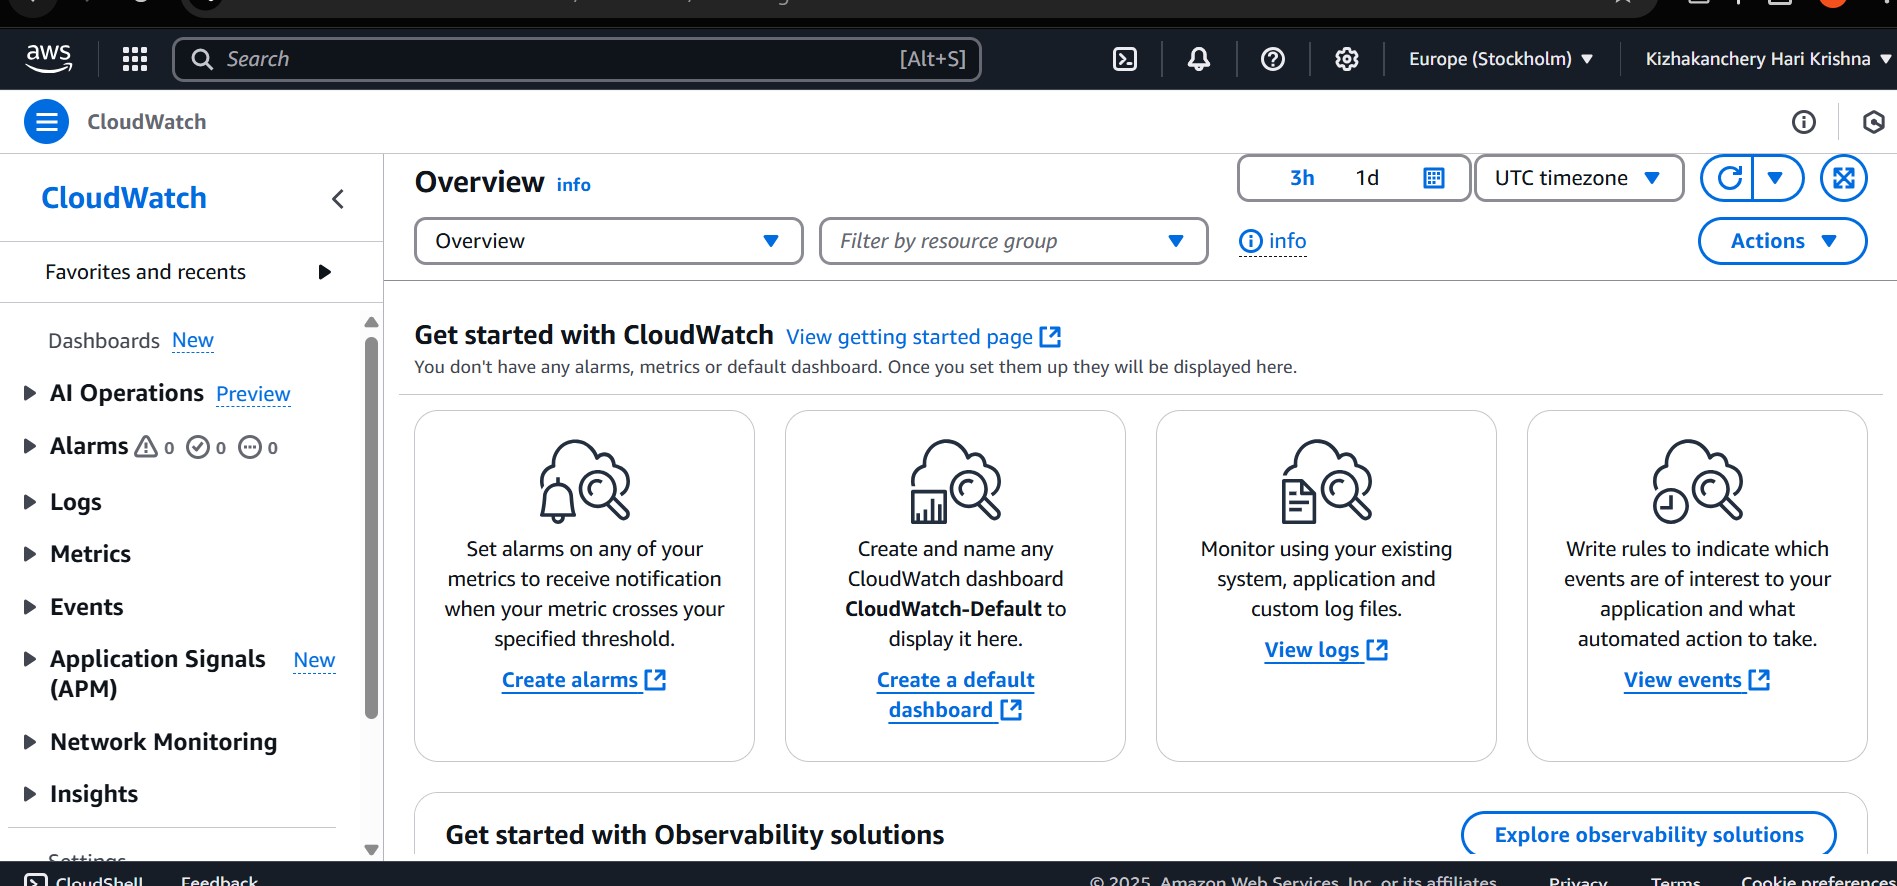 aws
Search
[Alt+S]
Europe (Stockholm)
Kizhakanchery Hari Krishna
CloudWatch
CloudWatch
Favorites and recents
Dashboards New
AI Operations Preview
Alarms 0 0 0
Logs
Metrics
Events
Application Signals New
(APM)
Network Monitoring
Insights
Settings
Overview info
3h 1d
UTC timezone
Overview
Filter by resource group
info
Actions
Get started with CloudWatch View getting started page
You don't have any alarms, metrics or default dashboard. Once you set them up they will be displayed here.
Set alarms on any of your
metrics to receive notification
when your metric crosses your
specified threshold.
Create alarms
Create and name any
CloudWatch dashboard
CloudWatch-Default to
display it here.
Create a default
dashboard
Monitor using your existing
system, application and
custom log files.
View logs
Write rules to indicate which
events are of interest to your
application and what
automated action to take.
View events
Get started with Observability solutions
Explore observability solutions
CloudShell
Feedback
© 2025, Amazon Web Services, Inc. or its affiliates.
Privacy
Terms
Cookie preferences